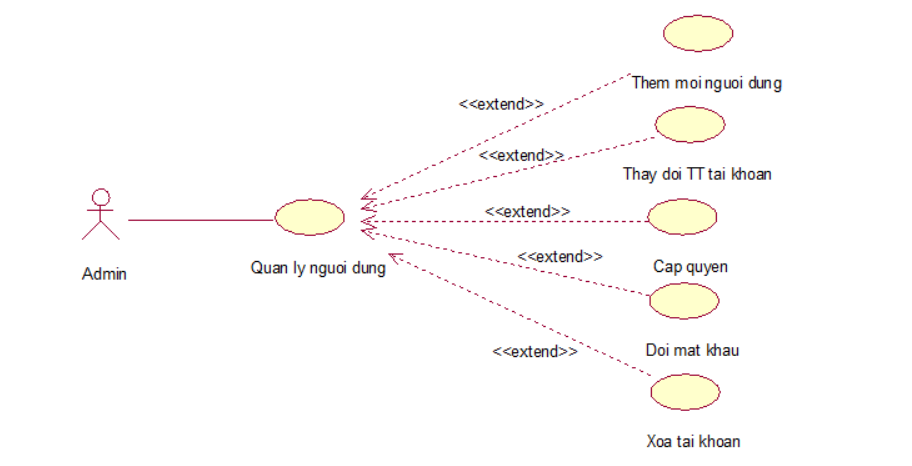 Them moi nguoi dung
<<extend>>
<<extend>>
Thay doi TT tai khoan
<<extend>>
Admin
Quan ly nguoi dung
<<extend>>
Cap quyen
<<extend>>
Doi mat khau
Xoa tai khoan